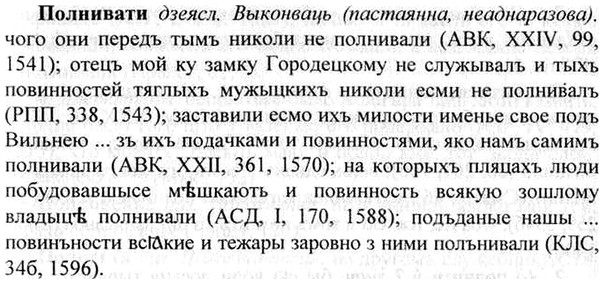 Полнивати дзеясл. Выконваць (пастаянна, неаднаразова).
чого они передъ тымъ николи не полнивали (АВК, XXIV, 99,
1541); отецъ мой ку замку Городецкому не служывалъ и тыхъ
повинностей тяглыхъ мужыцкихъ николи есми не полнивалъ
(РПП, 338, 1543); заставили есмо ихъ милости именье свое подъ
Вильнею ... зъ ихъ подачками и повинностями, яко намъ самимъ
полнивали (АВК, XXII, 361, 1570); на которыхъ пляцахъ люди
побудовавшысе мѣшкають и повинность всякую зошлому
владыцѣ полнивали (АСД, I, 170, 1588); подъданые нашы ...
повинъности всꙗкие и тежары заровно з ними полънивали (КЛС,
34б, 1596).